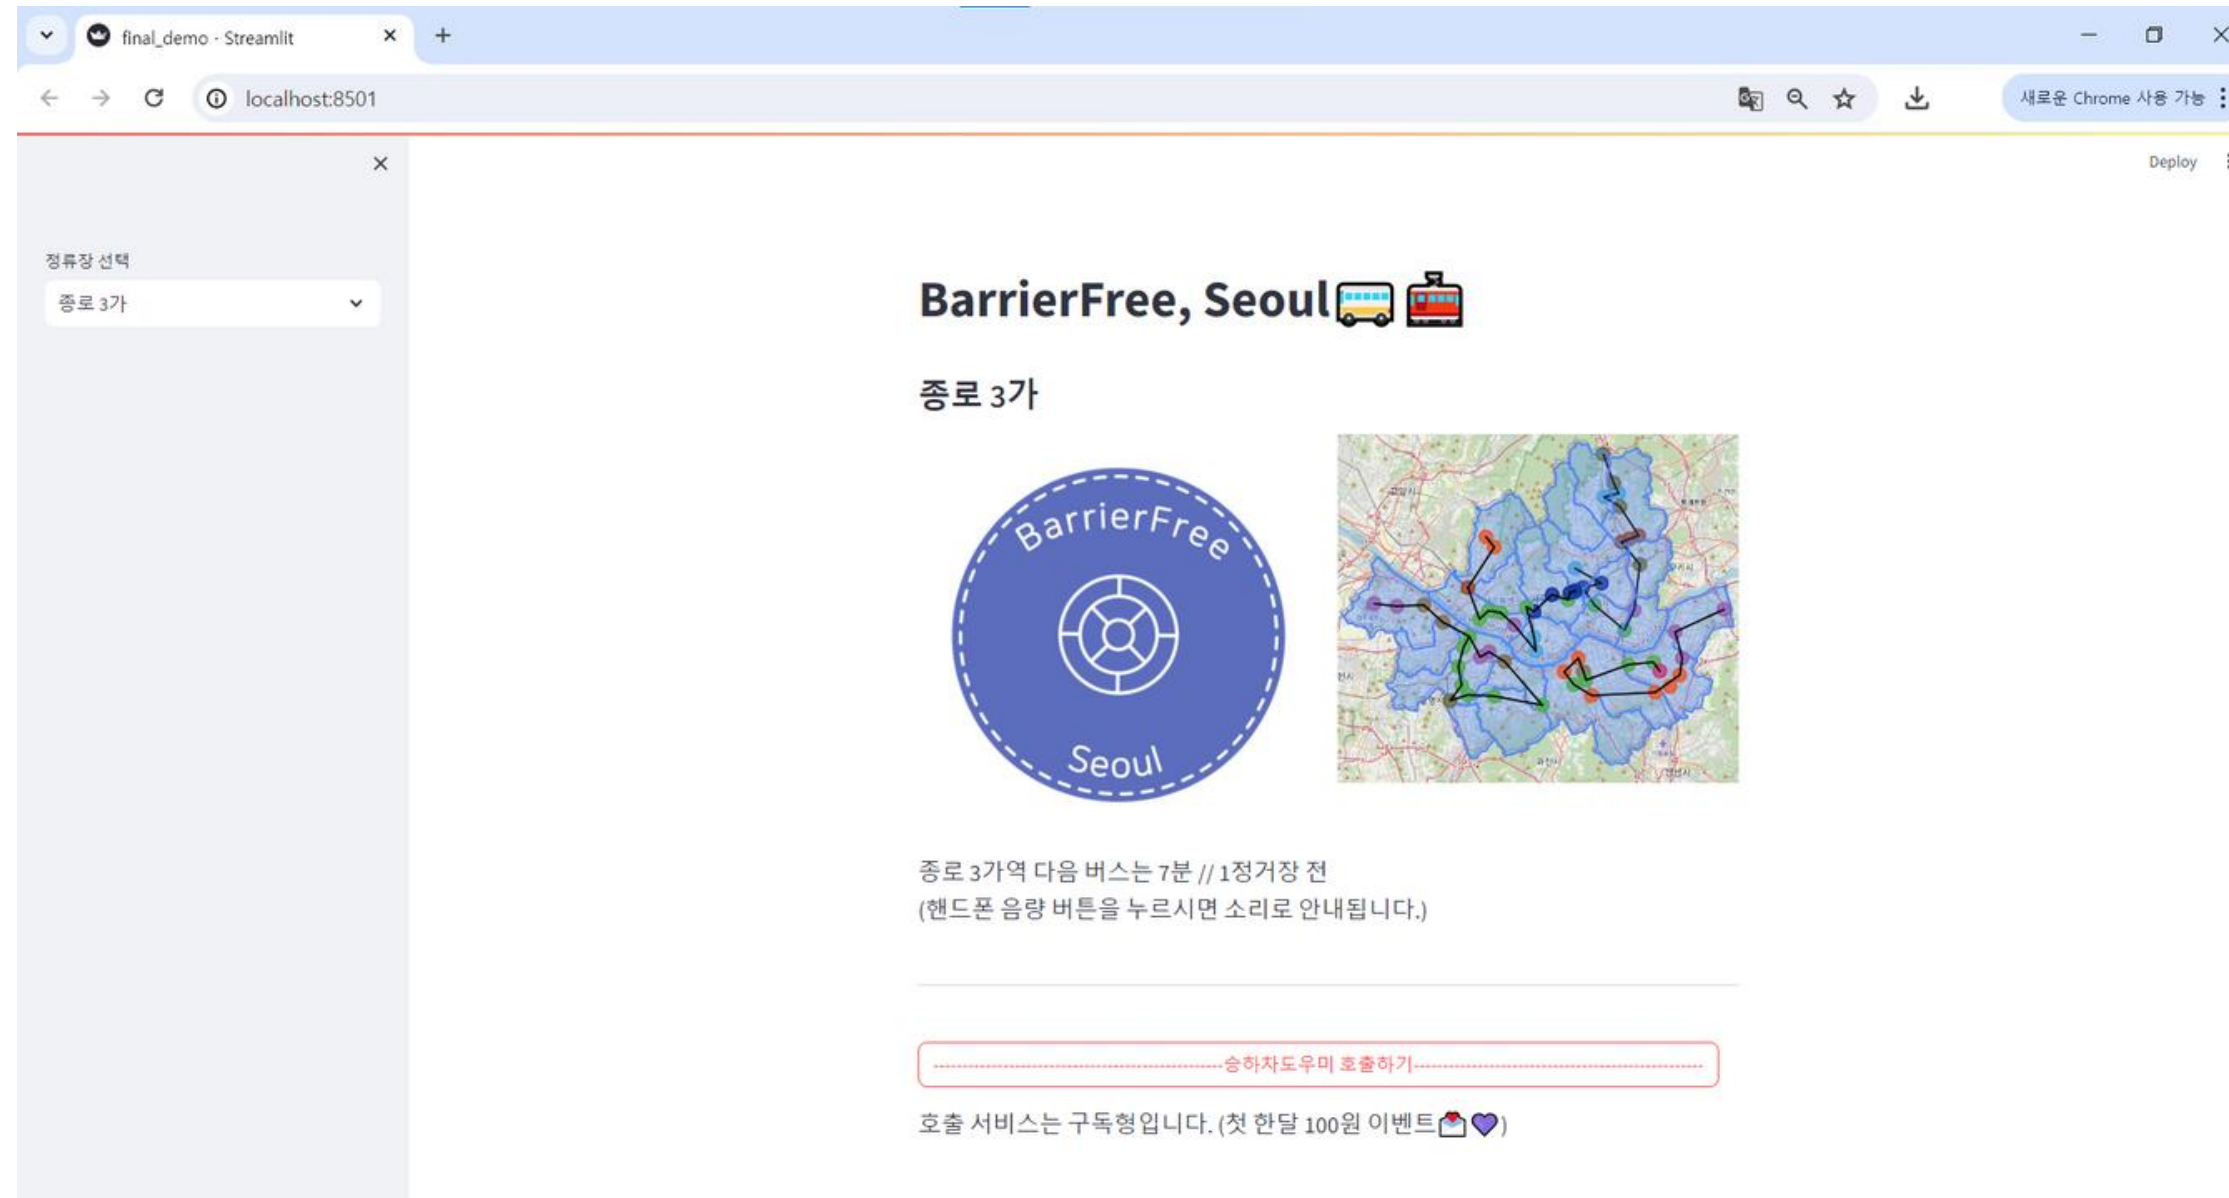 final_demo · Streamlit
localhost:8501
새로운 Chrome 사용 가능
Deploy
정류장 선택
종로 3가
BarrierFree, Seoul🚌🚋
종로 3가
BarrierFree
Seoul
종로 3가역 다음 버스는 7분 // 1정거장 전
(핸드폰 음량 버튼을 누르시면 소리로 안내됩니다.)
--------------------------------------------------승하차도우미 호출하기--------------------------------------------------
호출 서비스는 구독형입니다. (첫 한달 100원 이벤트💌💜)